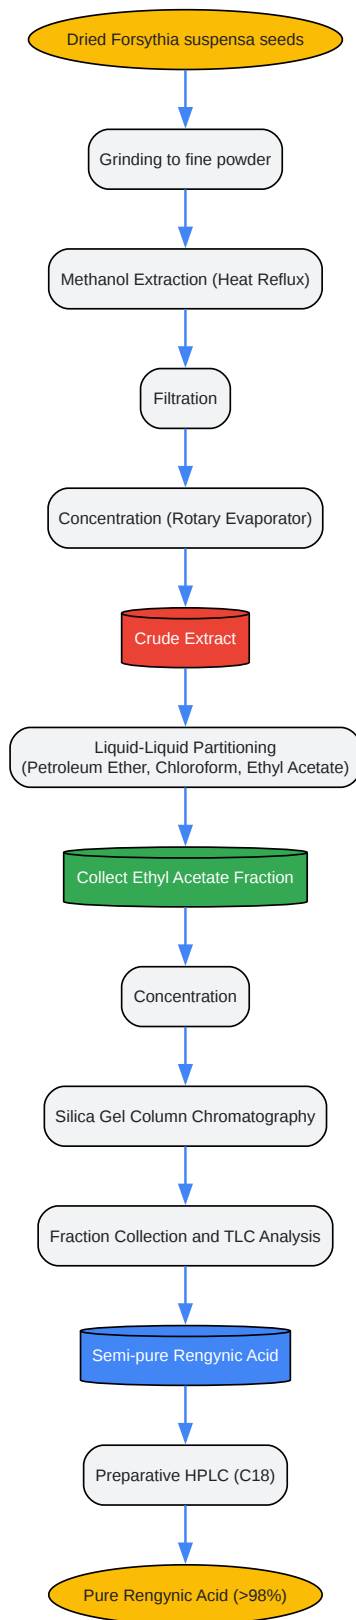 Dried Forsythia suspensa seeds
Grinding to fine powder
Methanol Extraction (Heat Reflux)
Filtration
Concentration (Rotary Evaporator)
Crude Extract
Liquid-Liquid Partitioning
(Petroleum Ether, Chloroform, Ethyl Acetate)
Collect Ethyl Acetate Fraction
Concentration
Silica Gel Column Chromatography
Fraction Collection and TLC Analysis
Semi-pure Rengynic Acid
Preparative HPLC (C18)
Pure Rengynic Acid (>98%)